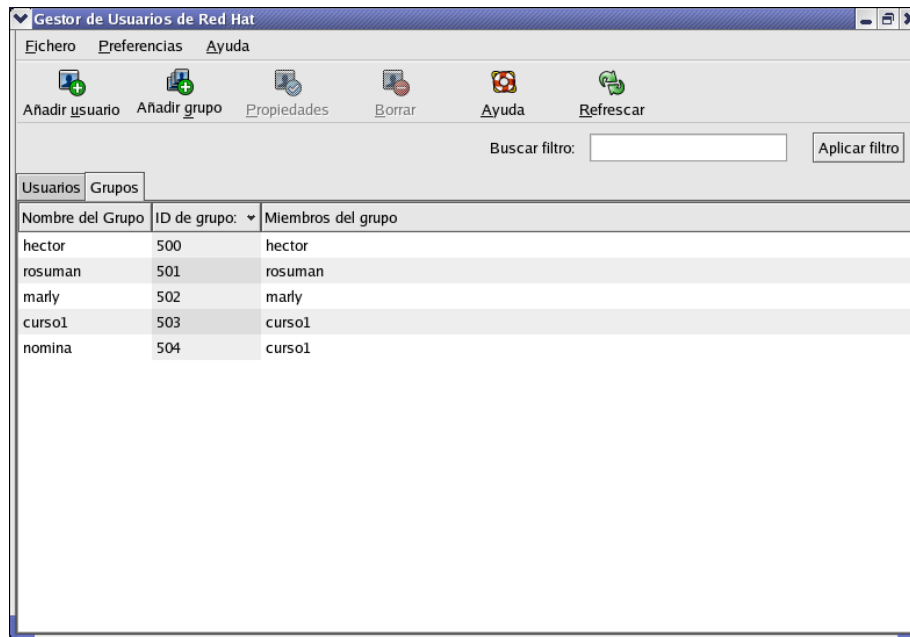 Gestor de Usuarios de Red Hat
Fichero Preferencias Ayuda
Añadir usuario Añadir grupo Propiedades Borrar Ayuda Refrescar
Buscar filtro: Aplicar filtro
Usuarios Grupos
Nombre del Grupo ID de grupo: Miembros del grupo
hector 500 hector
rosuman 501 rosuman
marly 502 marly
curso1 503 curso1
nomina 504 curso1